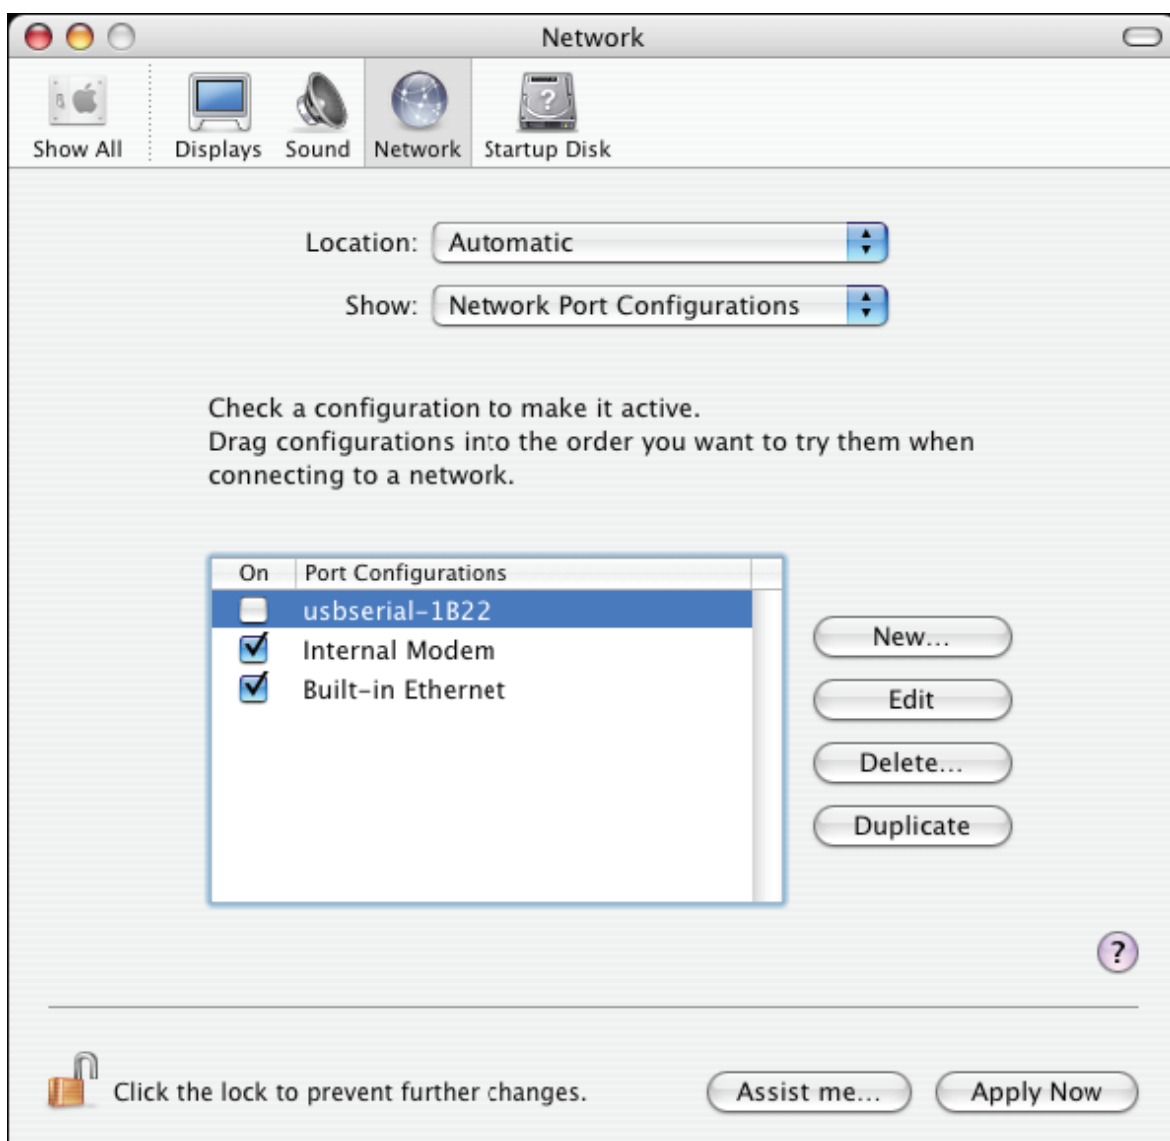 Network
Show All Displays Sound Network Startup Disk
Location: Automatic
Show: Network Port Configurations
Check a configuration to make it active.
Drag configurations into the order you want to try them when
connecting to a network.
On Port Configurations
usbserial-1B22
Internal Modem
Built-in Ethernet
New...
Edit
Delete...
Duplicate
?
Click the lock to prevent further changes. Assist me... Apply Now